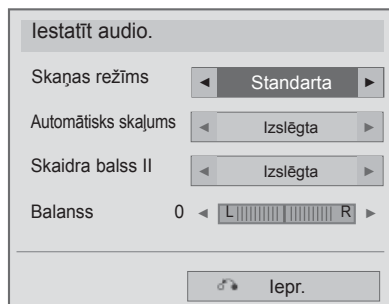 Iestatīt audio.
Skaņas režīms ◄ Standarta ►
Automātisks skaļums ◄ Izslēgta ►
Skaidra balss II ◄ Izslēgta ►
Balanss 0 ◄ L R ►
Iepr.